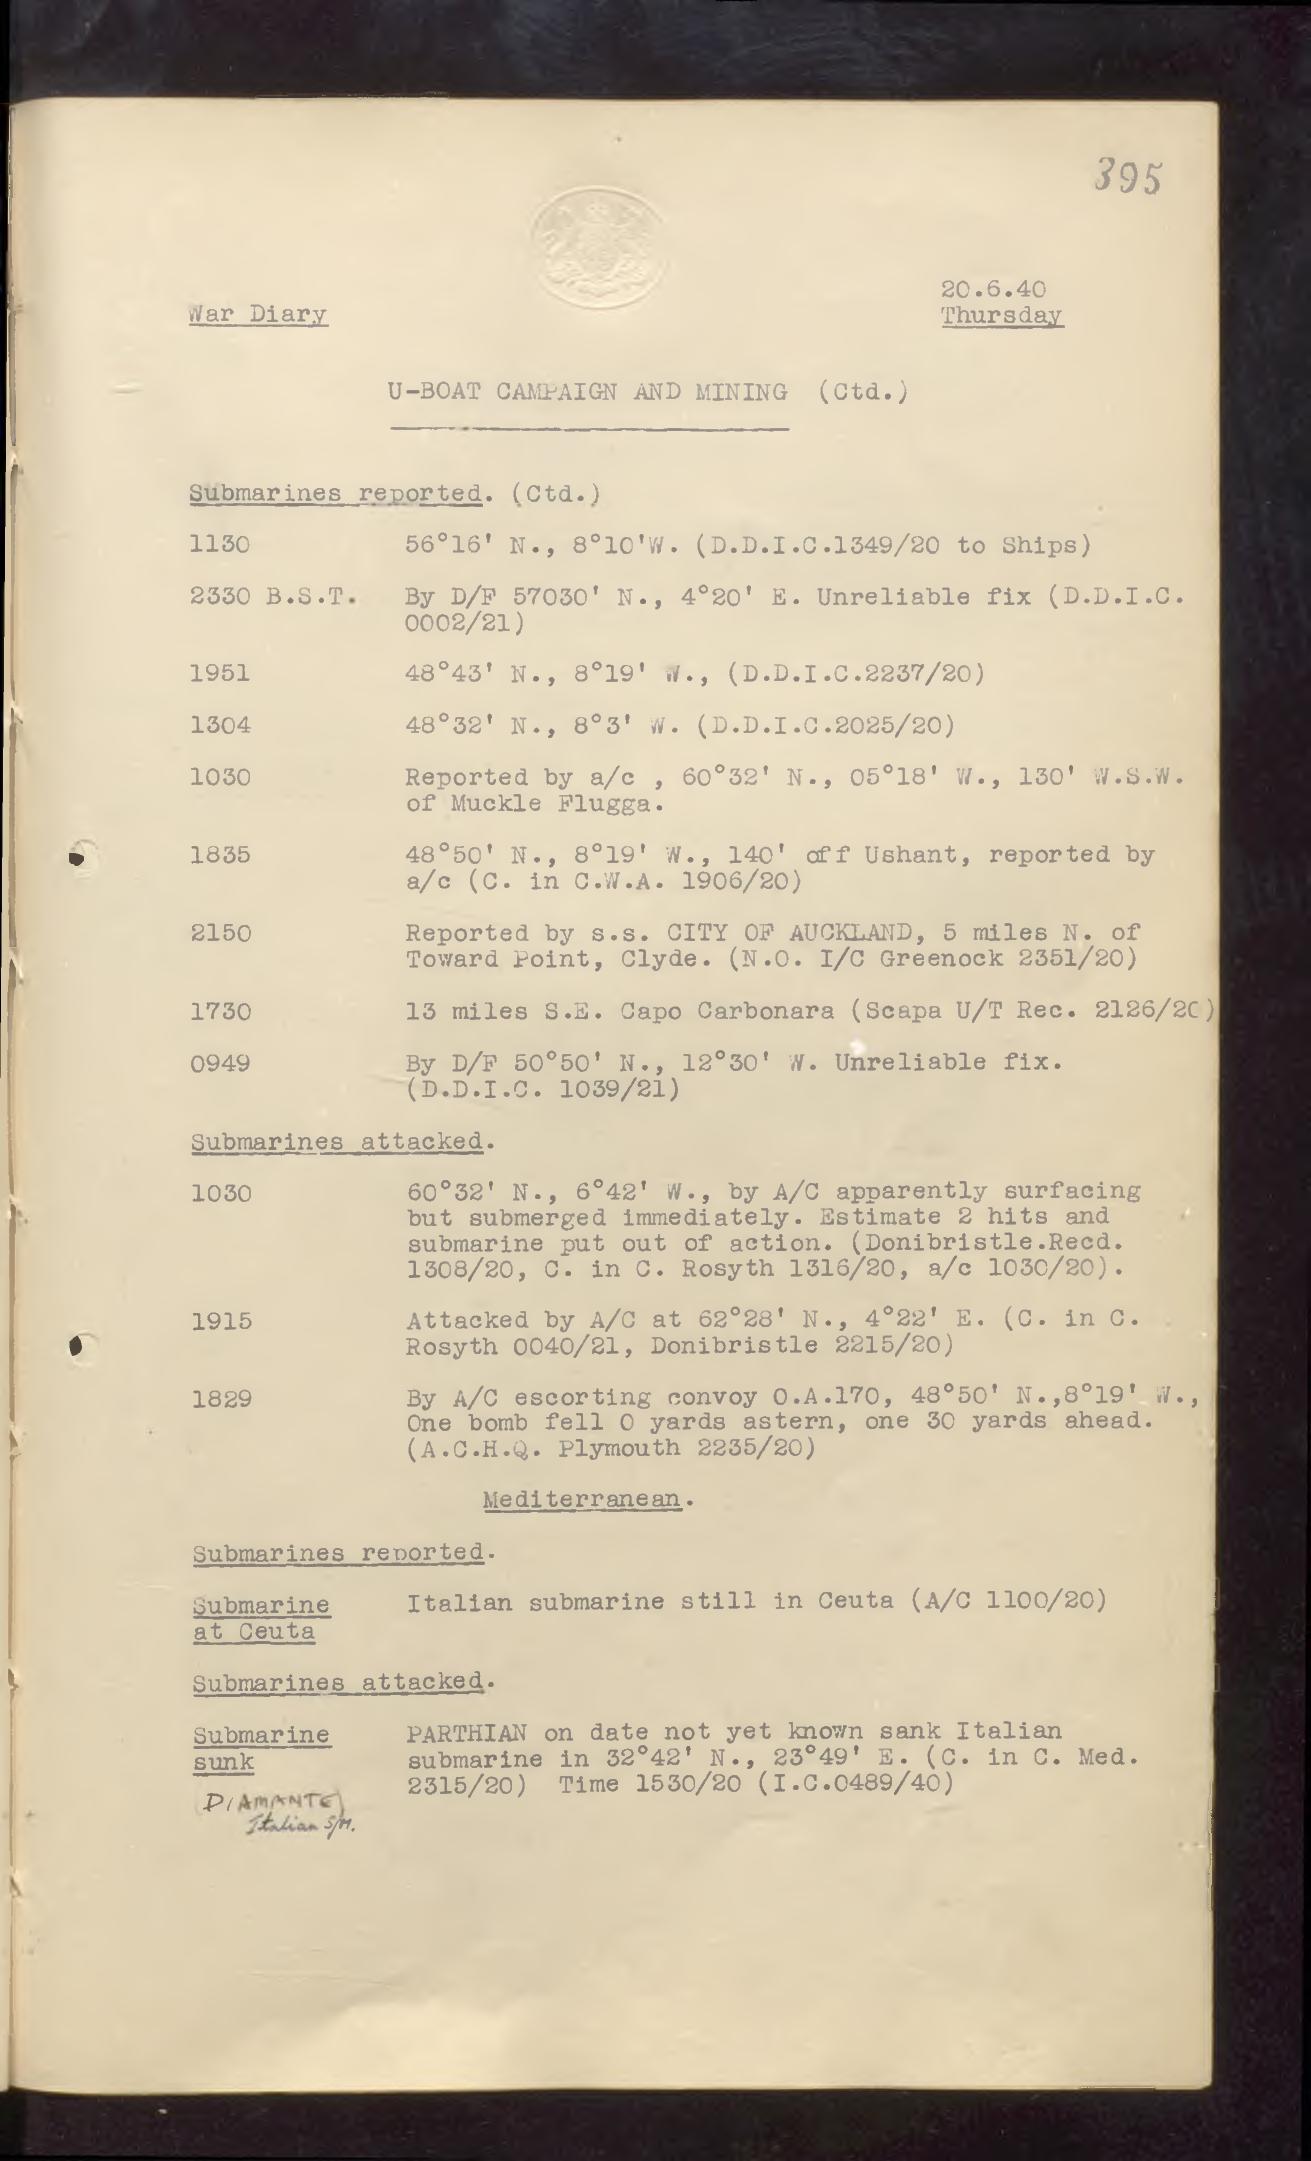 395
20.6.40
War Diary Thursday
U-BOAT CAMPAIGN AND MINING (Ctd.)
Submarines reported. (Ctd.)
1130 56°16' N., 8°10'W. (D.D.I.C.1349/20 to Ships)
2330 B.S.T. By D/F 57030' N., 4°20' E. Unreliable fix (D.D.I.C.
0002/21)
1951 48°43' N., 8°19' W., (D.D.I.C.2237/20)
1304 48°32' N., 8°3' W. (D.D.I.C.2025/20)
1030 Reported by a/c , 60°32' N., 05°18' W., 130' W.S.W.
of Muckle Flugga.
1835 48°50' N., 8°19' W., 140' off Ushant, reported by
a/c (C. in C.W.A. 1906/20)
2150 Reported by s.s. CITY OF AUCKLAND, 5 miles N. of
Toward Point, Clyde. (N.O. I/C Greenock 2351/20)
1730 13 miles S.E. Capo Carbonara (Scapa U/T Rec. 2126/20)
0949 By D/F 50°50' N., 12°30' W. Unreliable fix.
(D.D.I.C. 1039/21)
Submarines attacked.
1030 60°32' N., 6°42' W., by A/C apparently surfacing
but submerged immediately. Estimate 2 hits and
submarine put out of action. (Donibristle.Recd.
1308/20, C. in C. Rosyth 1316/20, a/c 1030/20).
1915 Attacked by A/C at 62°28' N., 4°22' E. (C. in C.
Rosyth 0040/21, Donibristle 2215/20)
1829 By A/C escorting convoy O.A.170, 48°50' N.,8°19' W.,
One bomb fell 0 yards astern, one 30 yards ahead.
(A.C.H.Q. Plymouth 2235/20)
Mediterranean.
Submarines reported.
Submarine Italian submarine still in Ceuta (A/C 1100/20)
at Ceuta
Submarines attacked.
Submarine PARTHIAN on date not yet known sank Italian
sunk submarine in 32°42' N., 23°49' E. (C. in C. Med.
2315/20) Time 1530/20 (I.C.0489/40)
(DIAMANTE)
Italian S/M.